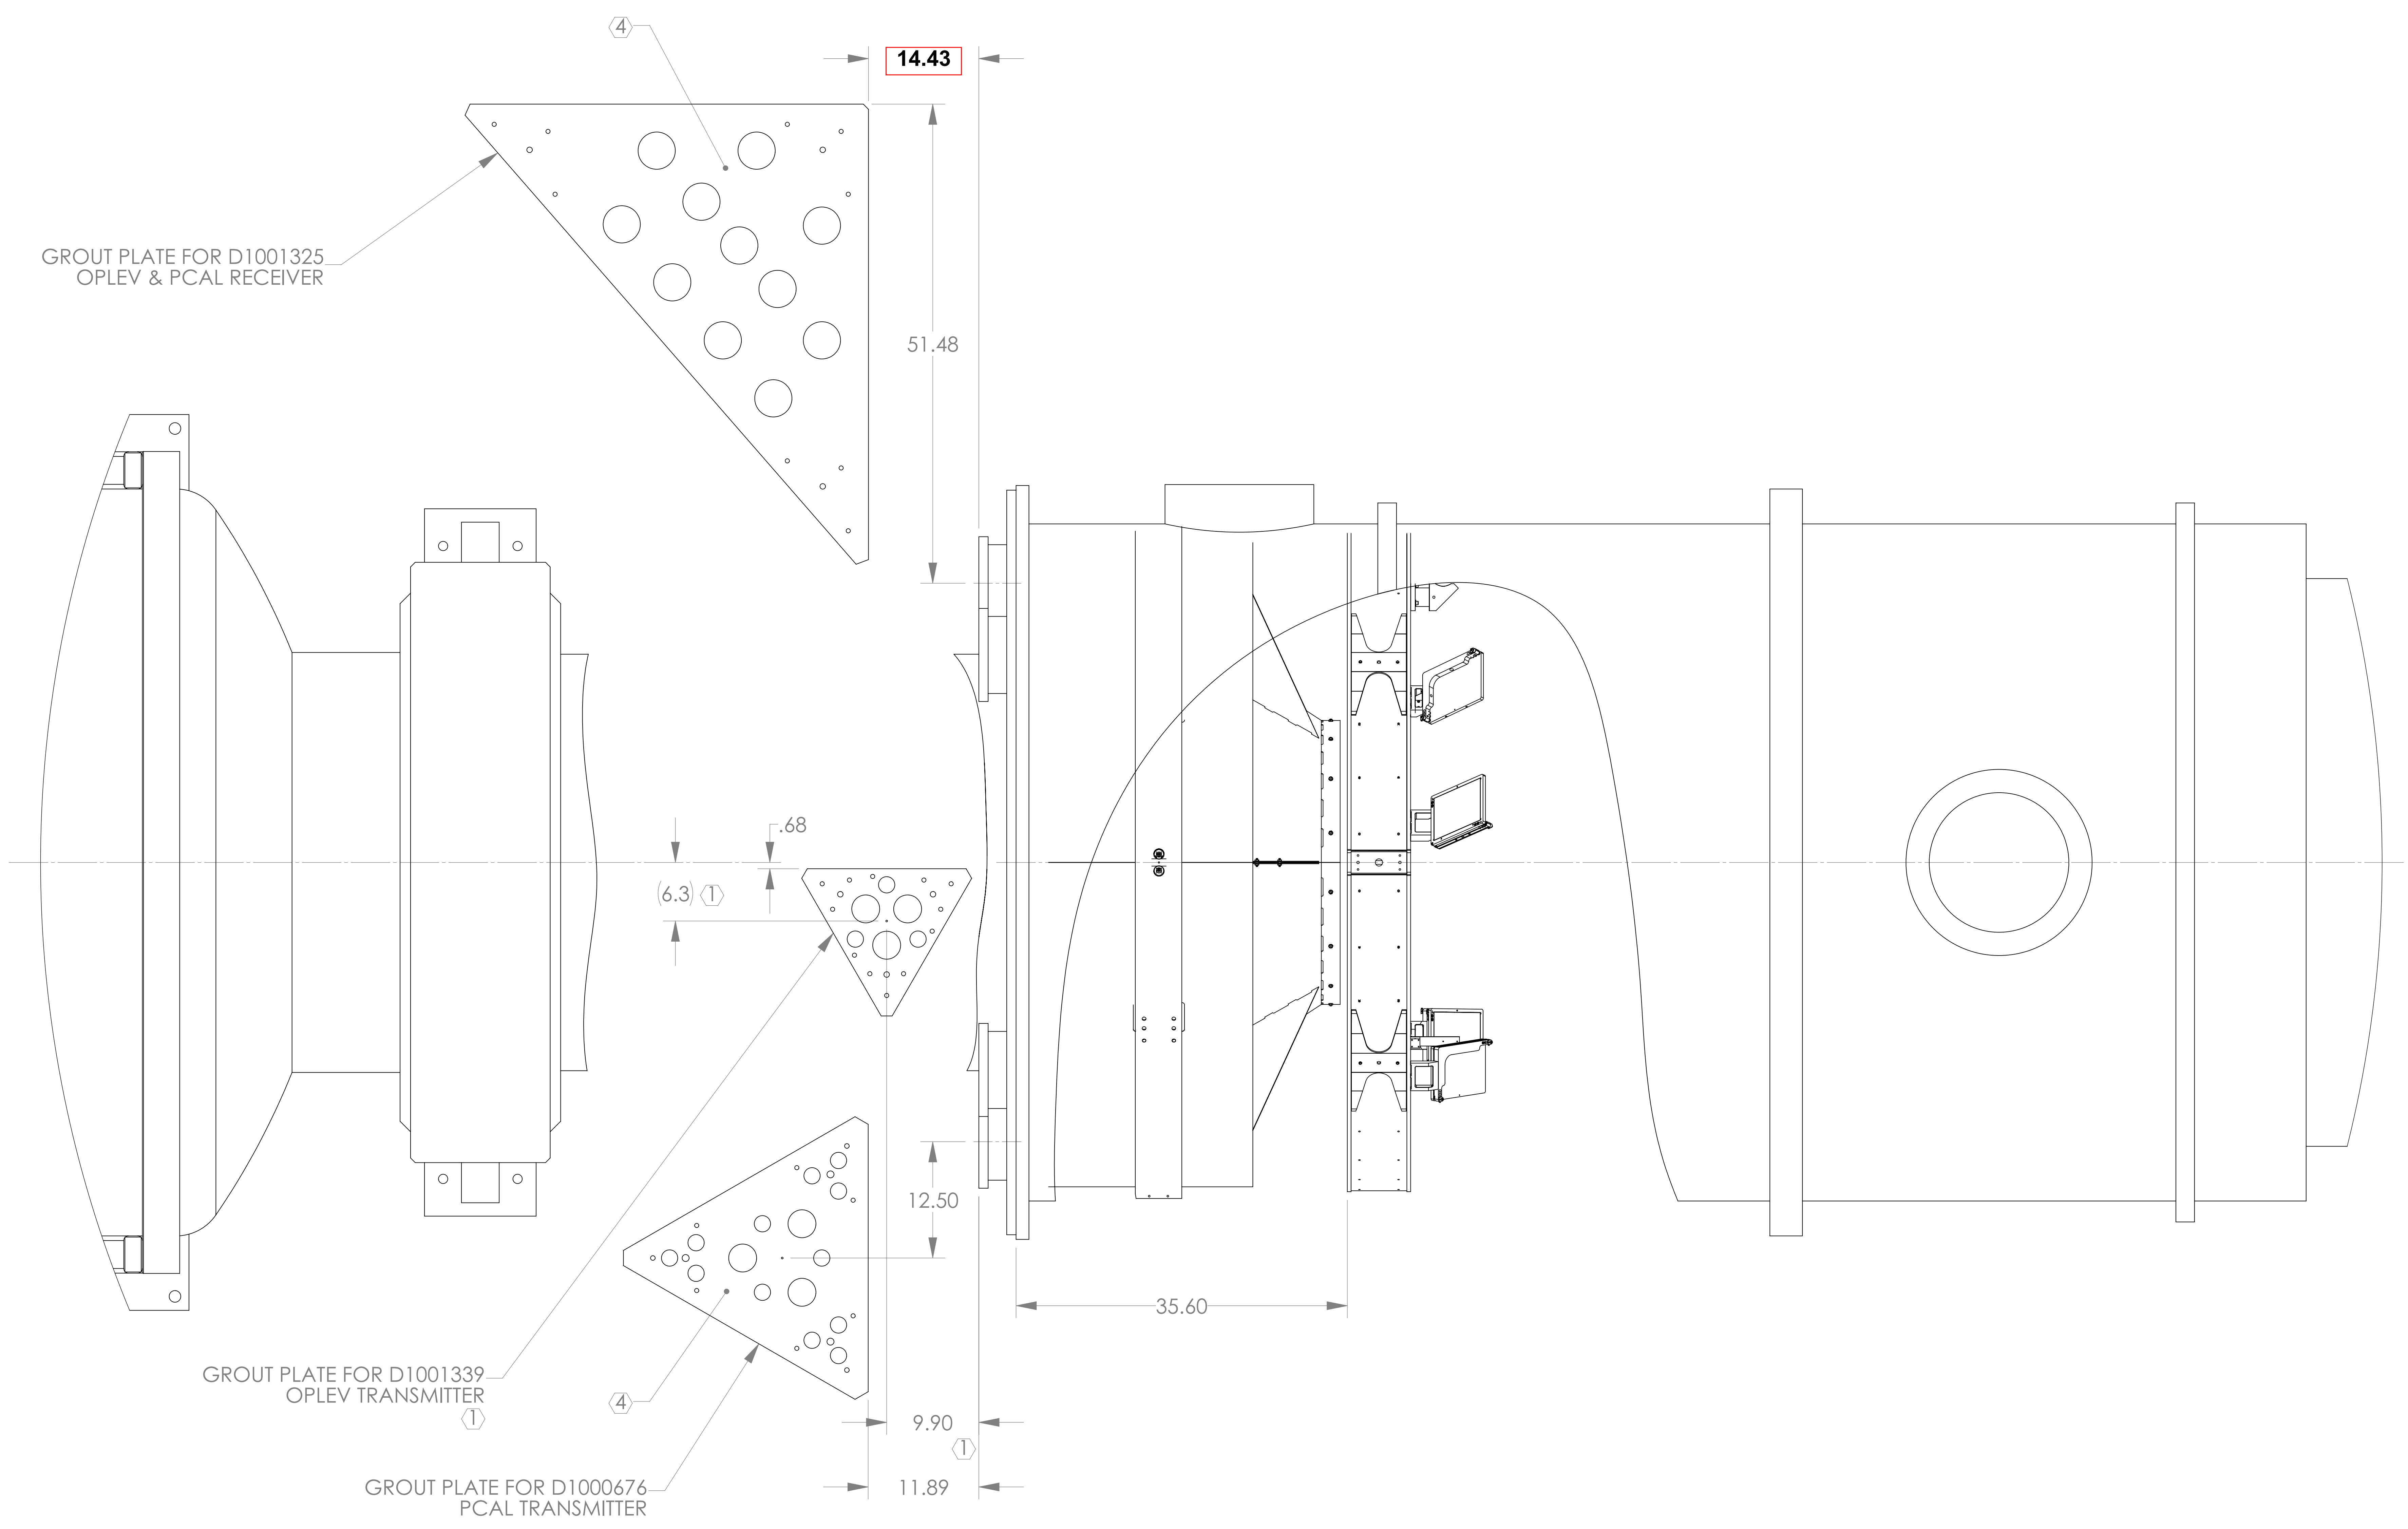 4
14.43
GROUT PLATE FOR D1001325
OPLEV & PCAL RECEIVER
51.48
.68
(6.3) 1
12.50
35.60
GROUT PLATE FOR D1001339
OPLEV TRANSMITTER
1
4
9.90
1
GROUT PLATE FOR D1000676
PCAL TRANSMITTER
11.89